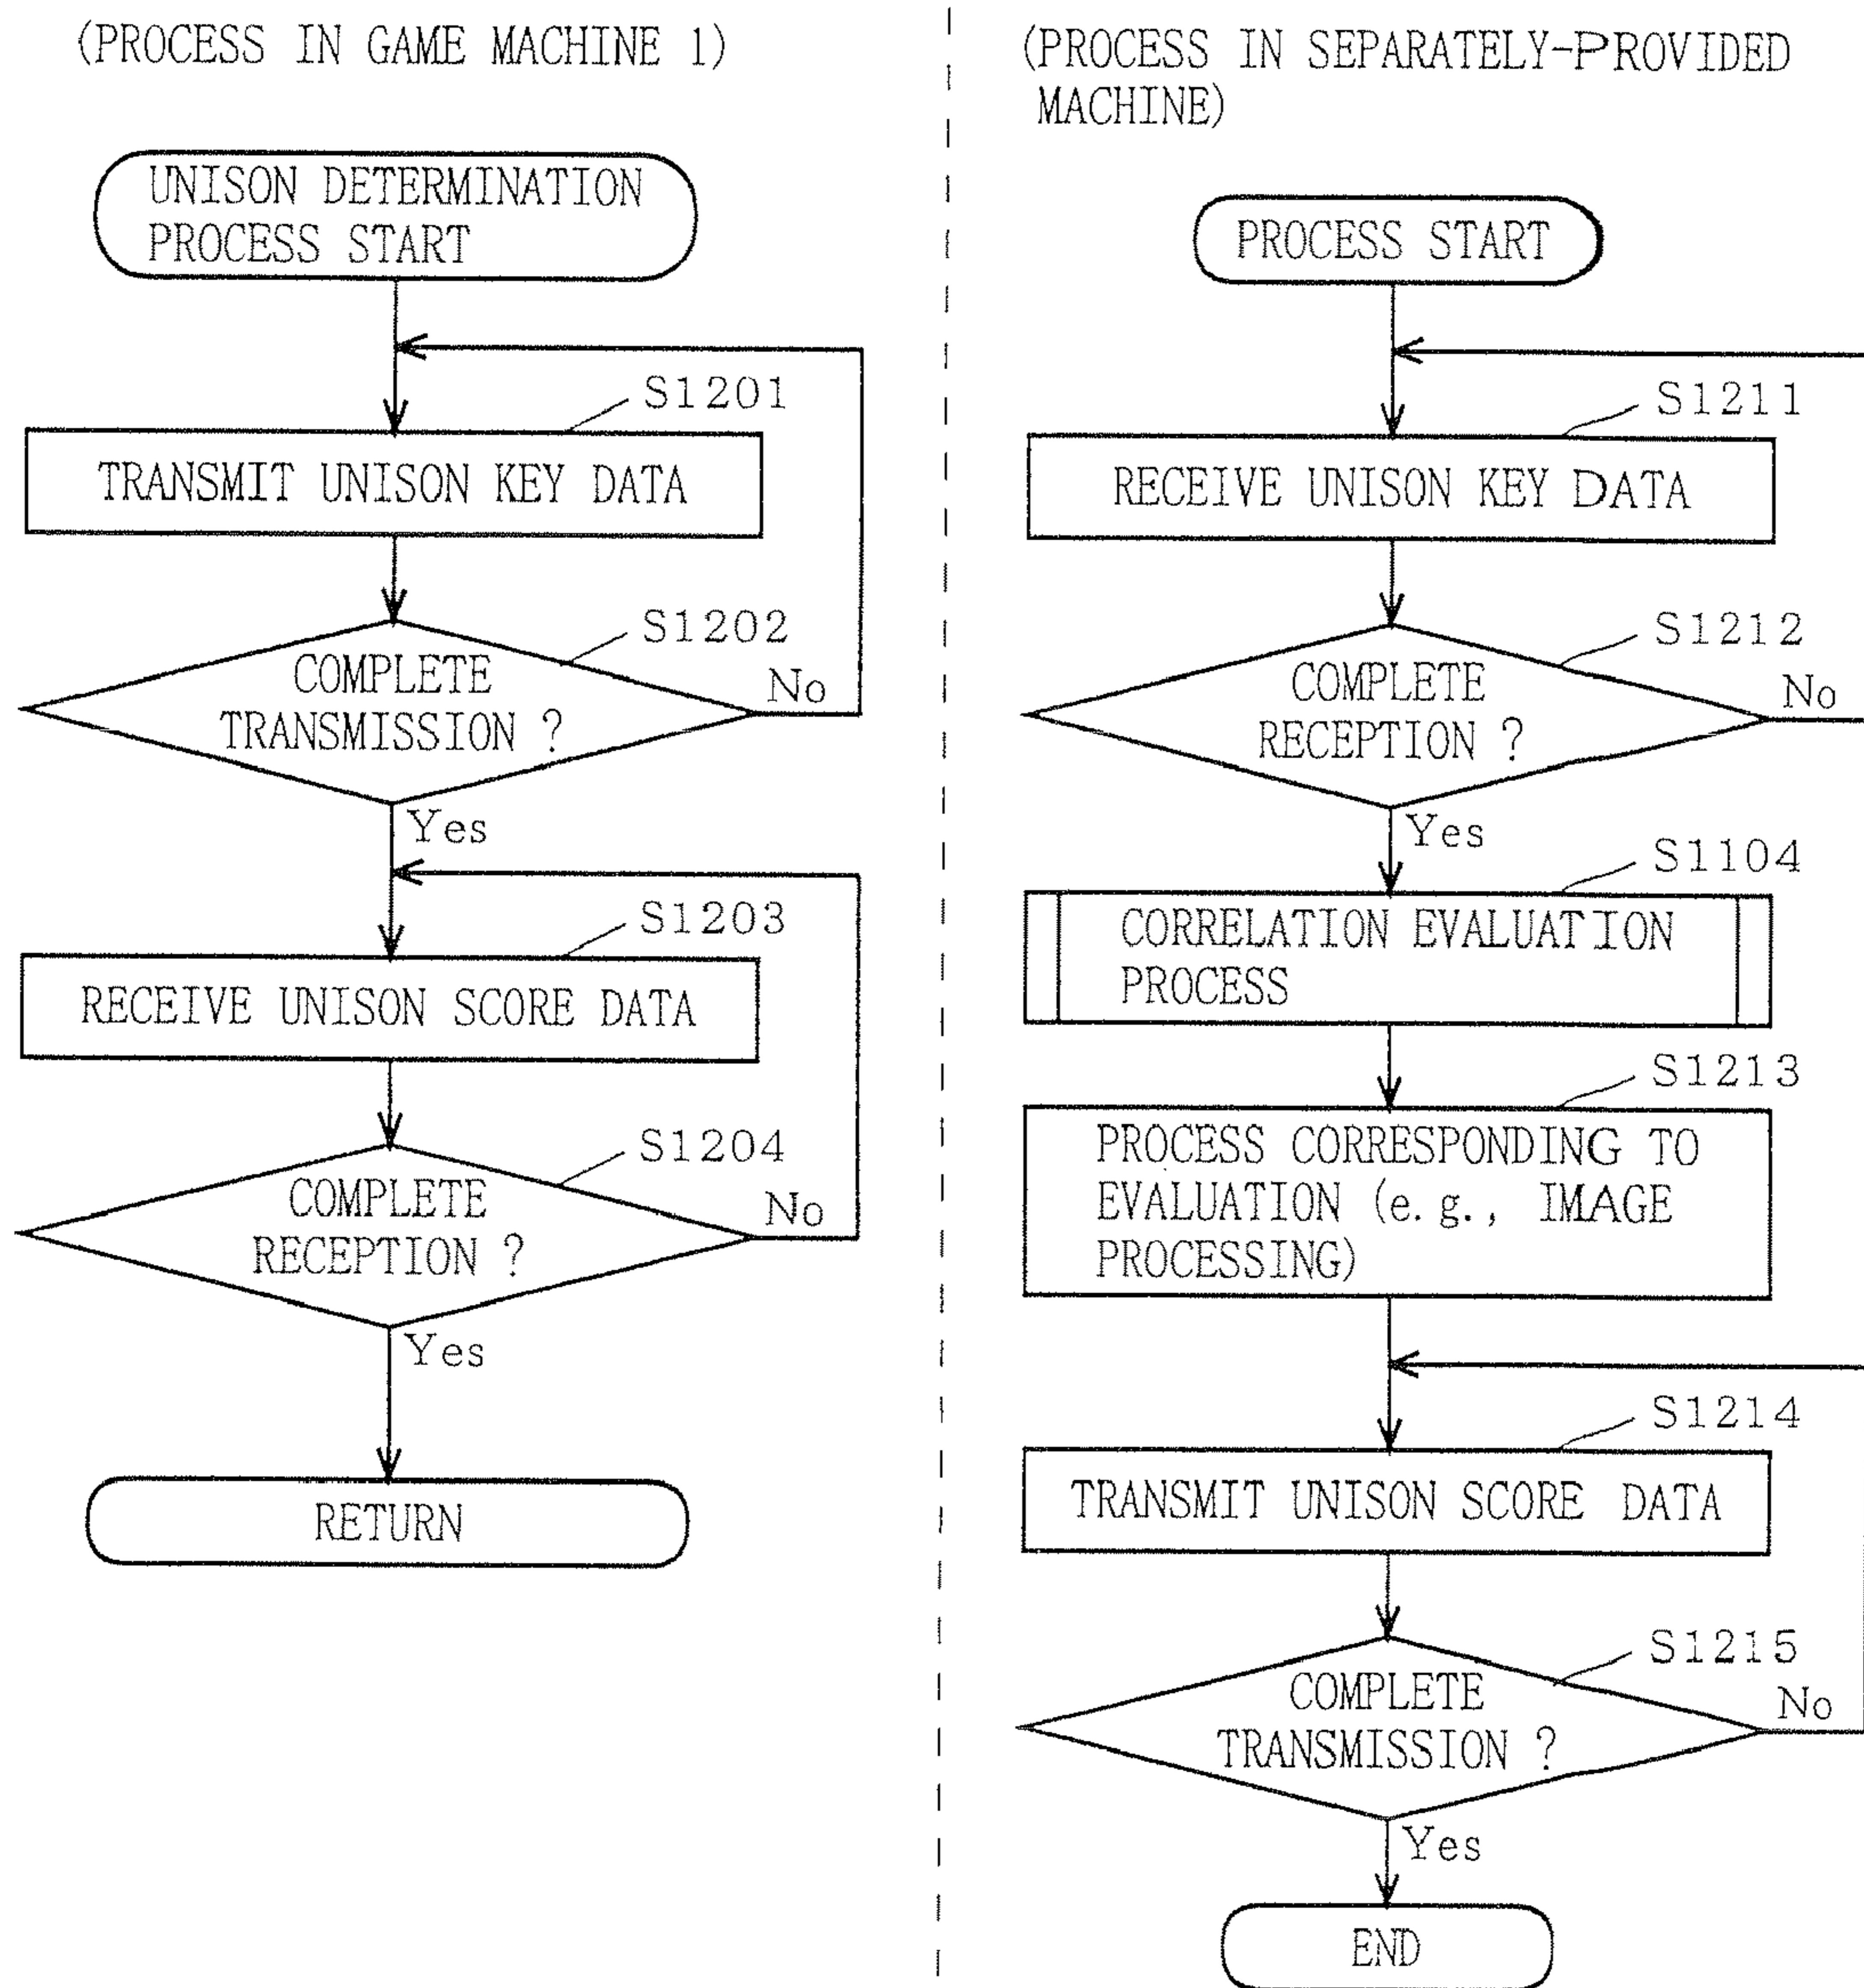 (PROCESS IN GAME MACHINE 1)
UNISON DETERMINATION
PROCESS START
S1201
TRANSMIT UNISON KEY DATA
S1202
COMPLETE
TRANSMISSION ?
No
Yes
S1203
RECEIVE UNISON SCORE DATA
S1204
COMPLETE
RECEPTION ?
No
Yes
RETURN
(PROCESS IN SEPARATELY-PROVIDED
MACHINE)
PROCESS START
S1211
RECEIVE UNISON KEY DATA
S1212
COMPLETE
RECEPTION ?
No
Yes
S1104
CORRELATION EVALUATION
PROCESS
S1213
PROCESS CORRESPONDING TO
EVALUATION (e.g., IMAGE
PROCESSING)
S1214
TRANSMIT UNISON SCORE DATA
S1215
COMPLETE
TRANSMISSION ?
No
Yes
END